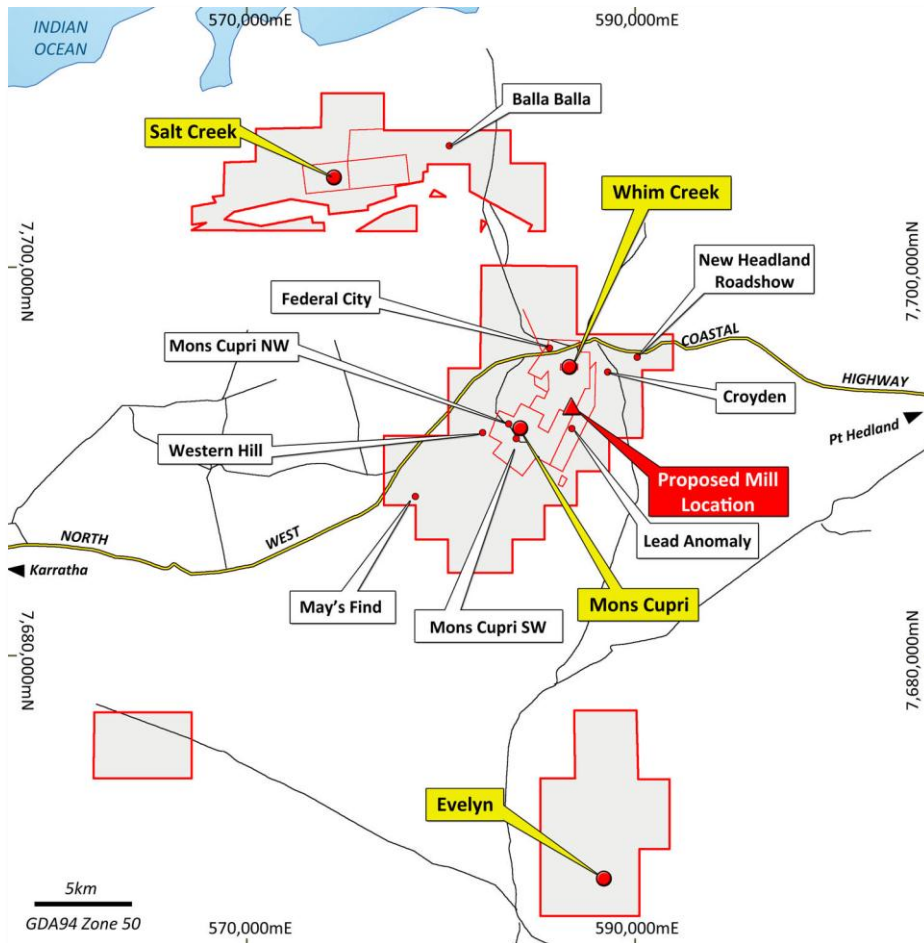 570,000mE
590,000mE
INDIAN
OCEAN
Balla Balla
Salt Creek
Whim Creek
7,700,000mN
7,700,000mN
New Headland
Roadshow
Federal City
Mons Cupri NW
COASTAL
HIGHWAY
Croyden
Pt Hedland
Western Hill
Proposed Mill
Location
NORTH
WEST
Lead Anomaly
Karratha
May's Find
Mons Cupri SW
Mons Cupri
7,680,000mN
7,680,000mN
Evelyn
5km
GDA94 Zone 50
570,000mE
590,000mE